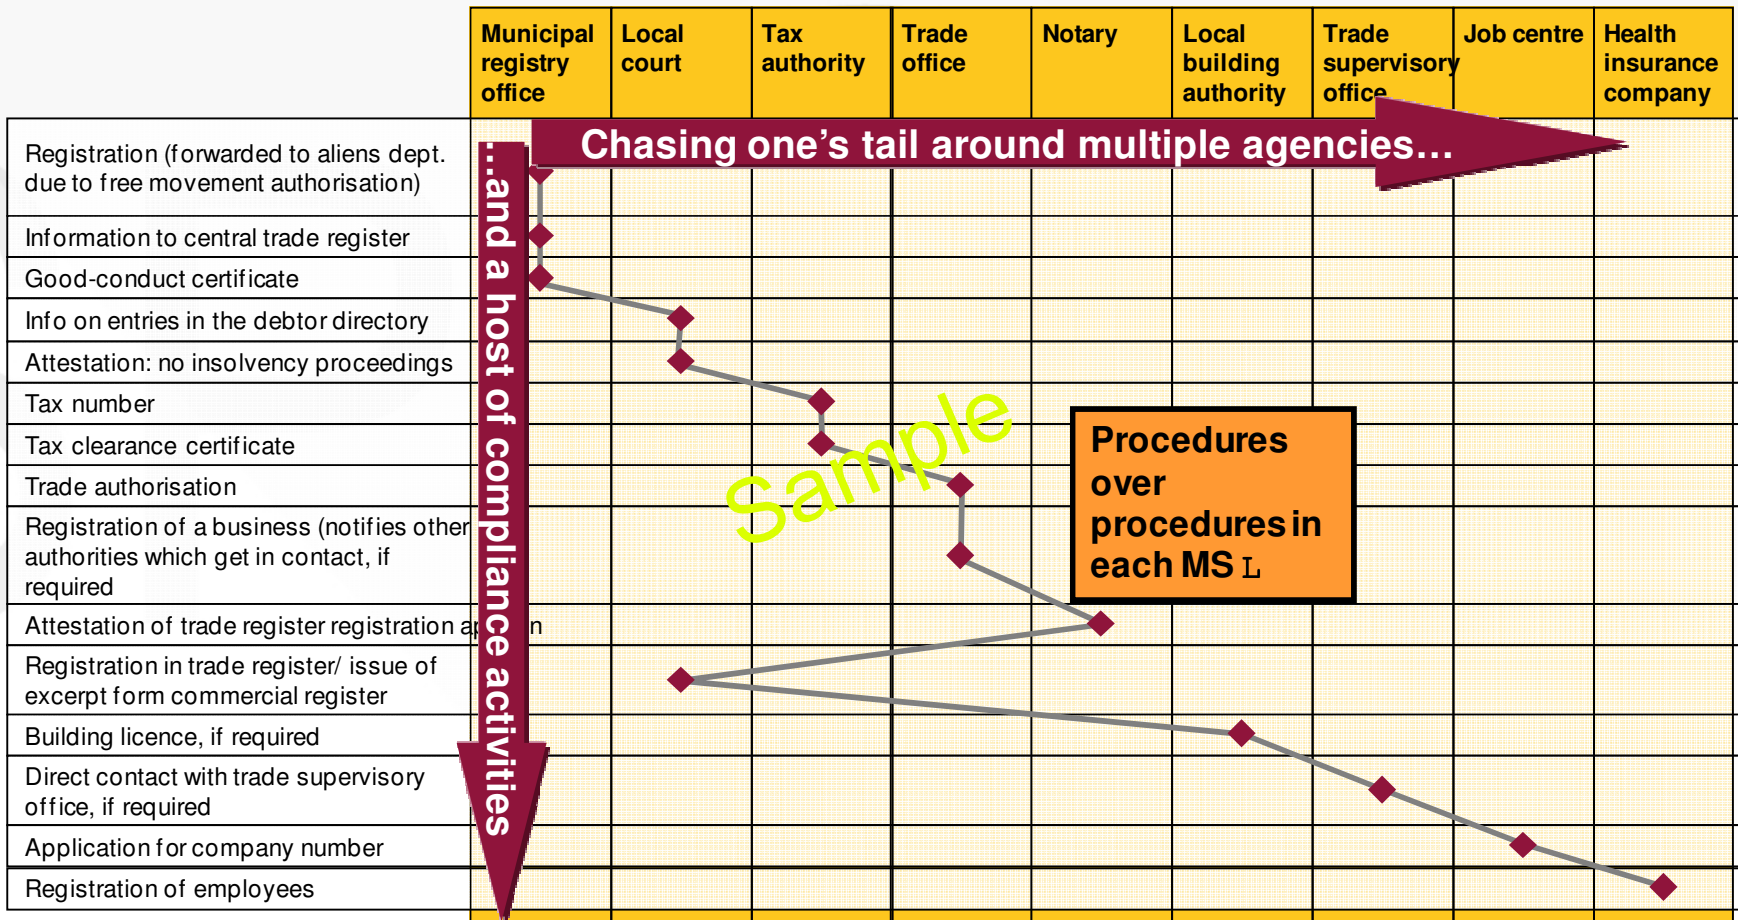 Municipal
registry
office
Local
court
Tax
authority
Trade
office
Notary
Local
building
authority
Trade
supervisory
office
Job centre
Health
insurance
company
Chasing one's tail around multiple agencies...
...and a host of compliance activities
Registration (forwarded to aliens dept.
due to free movement authorisation)
Information to central trade register
Good-conduct certificate
Info on entries in the debtor directory
Attestation: no insolvency proceedings
Tax number
Tax clearance certificate
Trade authorisation
Registration of a business (notifies other
authorities which get in contact, if
required
Attestation of trade register registration
Registration in trade register/ issue of
excerpt form commercial register
Building licence, if required
Direct contact with trade supervisory
office, if required
Application for company number
Registration of employees
Sample
Procedures
over
procedures in
each MS L